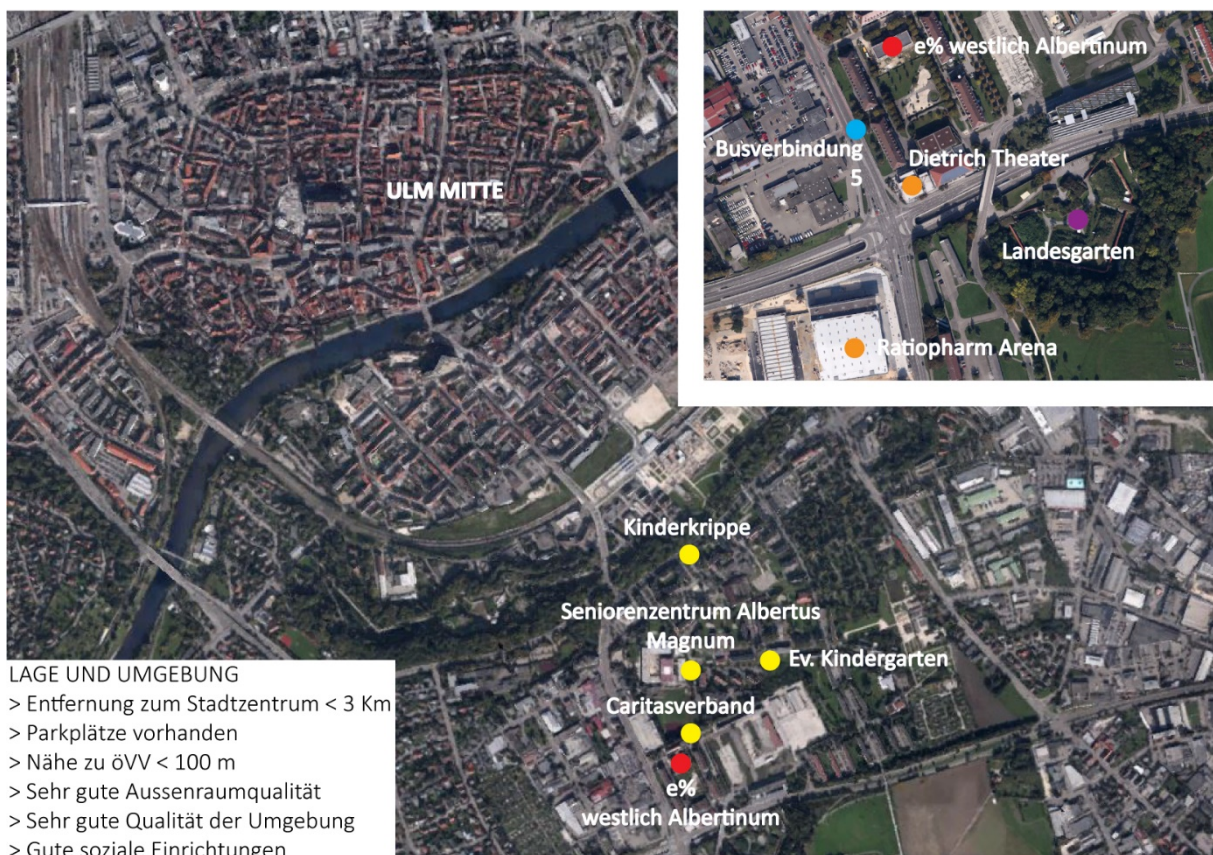 ULM MITTE
e% westlich Albertinum
Busverbindung
5
Dietrich Theater
Landesgarten
Ratiopharm Arena
Kinderkrippe
Seniorenzentrum Albertus
Magnum
Ev. Kindergarten
Caritasverband
e%
westlich Albertinum
LAGE UND UMGEBUNG
> Entfernung zum Stadtzentrum < 3 Km
> Parkplätze vorhanden
> Nähe zu öVV < 100 m
> Sehr gute Aussenraumqualität
> Sehr gute Qualität der Umgebung
> Gute soziale Einrichtungen